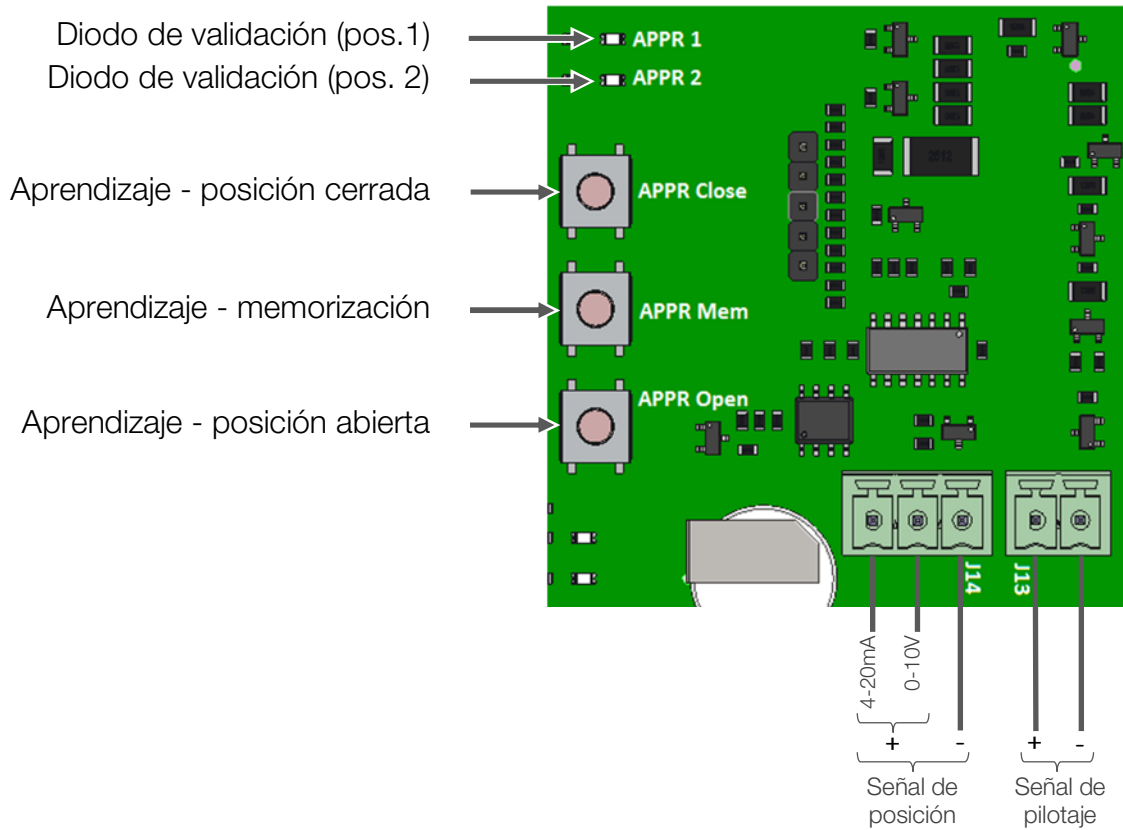 Diodo de validación (pos.1)
APPR 1
Diodo de validación (pos. 2)
APPR 2
Aprendizaje - posición cerrada
APPR Close
Aprendizaje - memorización
APPR Mem
Aprendizaje - posición abierta
APPR Open
J14
J13
4-20mA
0-10V
+ -
+ -
Señal de
posición
Señal de
pilotaje